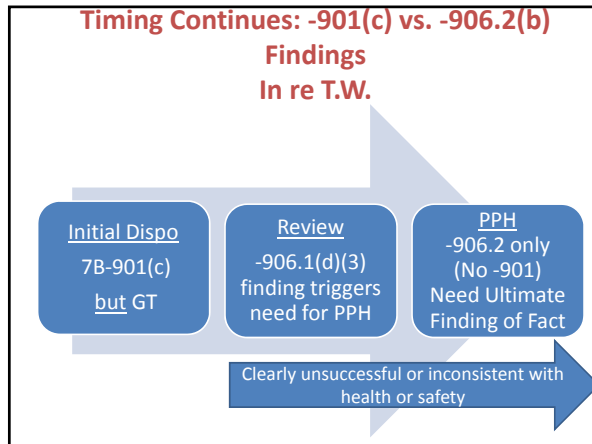 Timing Continues: -901(c) vs. -906.2(b)
Findings
In re T.W.
Initial Dispo
7B-901(c)
but GT
Review
-906.1(d)(3)
finding triggers
need for PPH
PPH
-906.2 only
(No -901)
Need Ultimate
Finding of Fact
Clearly unsuccessful or inconsistent with
health or safety